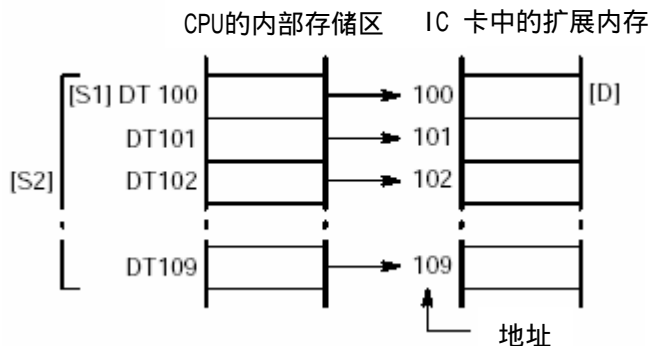 CPU的内部存储区 IC 卡中的扩展内存
[S1] DT 100 100 [D]
DT101 101
[S2] DT102 102
DT109 109
地址